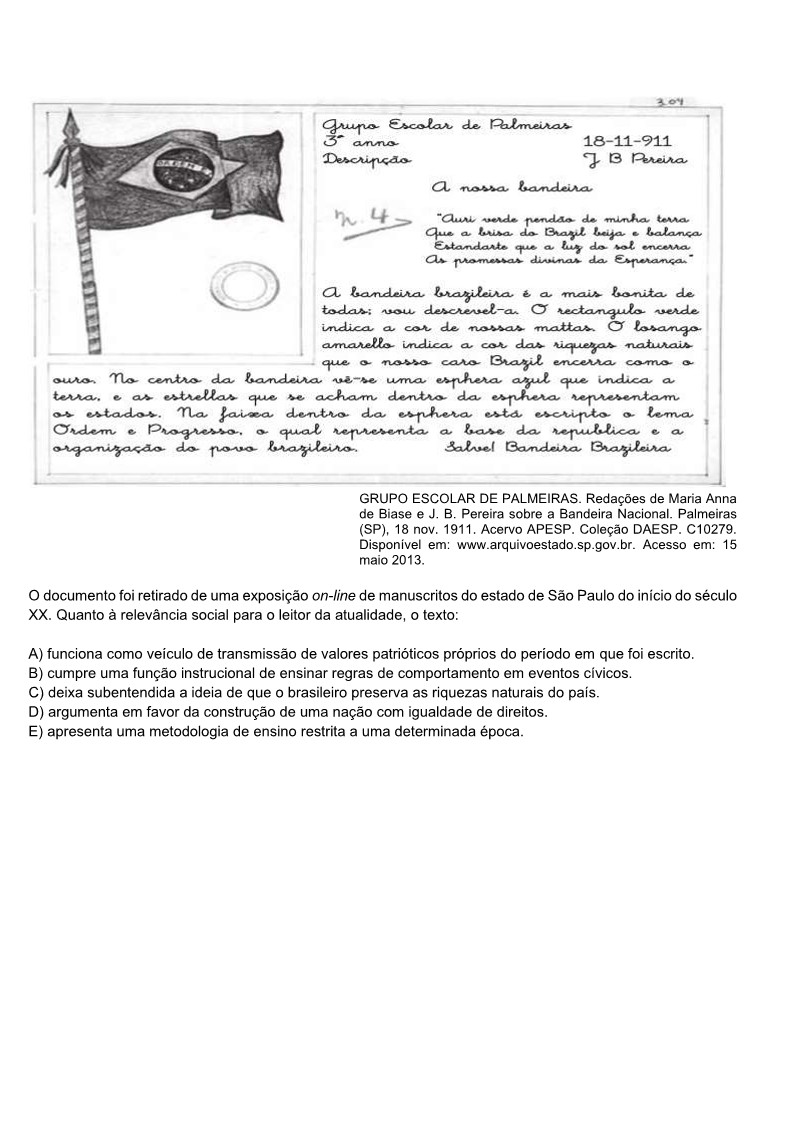 3.04
ORDEM E
Grupo Escolar de Palmeiras
3º anno 18-11-911
Descripção J B Pereira
A nossa bandeira
n. 4
"Auri verde pendão de minha terra
Que a brisa do Brazil beija e balança
Estandarte que a luz do sol encerra
As promessas divinas da Esperança."
A bandeira brazileira é a mais bonita de
todas; vou descrevel-a. O rectangulo verde
indica a cor de nossas mattas. O losango
amarello indica a cor das riquezas naturais
que o nosso caro Brazil encerra como o
ouro. No centro da bandeira vê-se uma esphera azul que indica a
terra, e as estrellas que se acham dentro da esphera representam
os estados. Na faixa dentro da esphera está escripto o lema
Ordem e Progresso, o qual representa a base da republica e a
organização do povo brazileiro. Salve! Bandeira Brazileira
GRUPO ESCOLAR DE PALMEIRAS. Redações de Maria Anna
de Biase e J. B. Pereira sobre a Bandeira Nacional. Palmeiras
(SP), 18 nov. 1911. Acervo APESP. Coleção DAESP. C10279.
Disponível em: www.arquivoestado.sp.gov.br. Acesso em: 15
maio 2013.
O documento foi retirado de uma exposição on-line de manuscritos do estado de São Paulo do início do século
XX. Quanto à relevância social para o leitor da atualidade, o texto:
A) funciona como veículo de transmissão de valores patrióticos próprios do período em que foi escrito.
B) cumpre uma função instrucional de ensinar regras de comportamento em eventos cívicos.
C) deixa subentendida a ideia de que o brasileiro preserva as riquezas naturais do país.
D) argumenta em favor da construção de uma nação com igualdade de direitos.
E) apresenta uma metodologia de ensino restrita a uma determinada época.